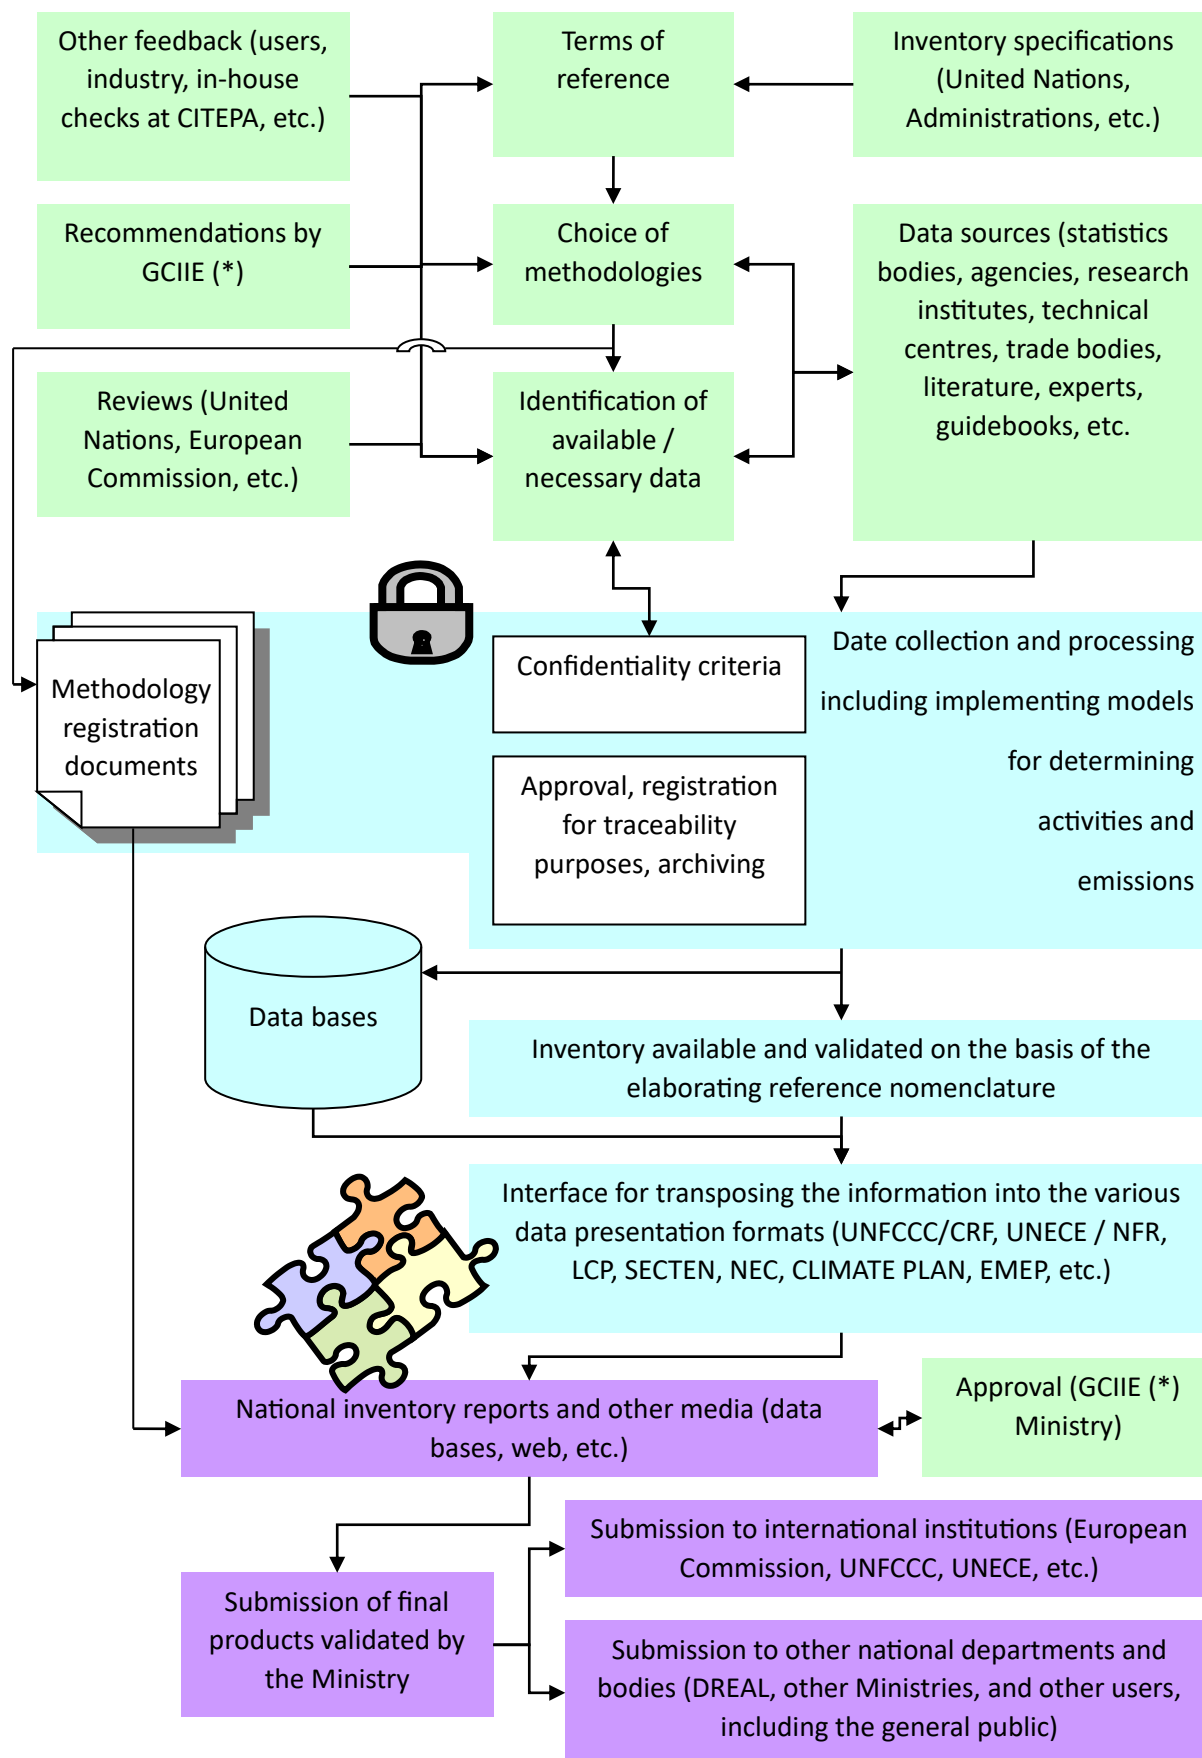 Other feedback (users,
industry, in-house
checks at CITEPA, etc.)
Terms of
reference
Inventory specifications
(United Nations,
Administrations, etc.)
Recommendations by
GCIIE (*)
Choice of
methodologies
Data sources (statistics
bodies, agencies, research
institutes, technical
centres, trade bodies,
literature, experts,
guidebooks, etc.
Reviews (United
Nations, European
Commission, etc.)
Identification of
available /
necessary data
Methodology
registration
documents
Confidentiality criteria
Approval, registration
for traceability
purposes, archiving
Date collection and processing
including implementing models
for determining
activities and
emissions
Data bases
Inventory available and validated on the basis of the
elaborating reference nomenclature
Interface for transposing the information into the various
data presentation formats (UNFCCC/CRF, UNECE / NFR,
LCP, SECTEN, NEC, CLIMATE PLAN, EMEP, etc.)
National inventory reports and other media (data
bases, web, etc.)
Approval (GCIIE (*)
Ministry)
Submission of final
products validated by
the Ministry
Submission to international institutions (European
Commission, UNFCCC, UNECE, etc.)
Submission to other national departments and
bodies (DREAL, other Ministries, and other users,
including the general public)